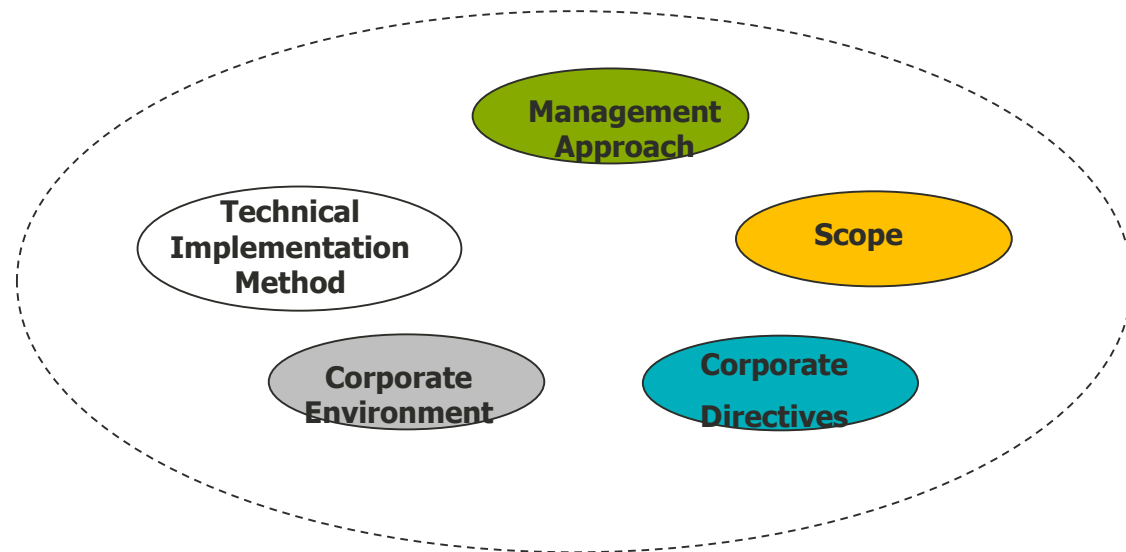 Management
Approach
Technical
Implementation
Method
Scope
Corporate
Environment
Corporate
Directives